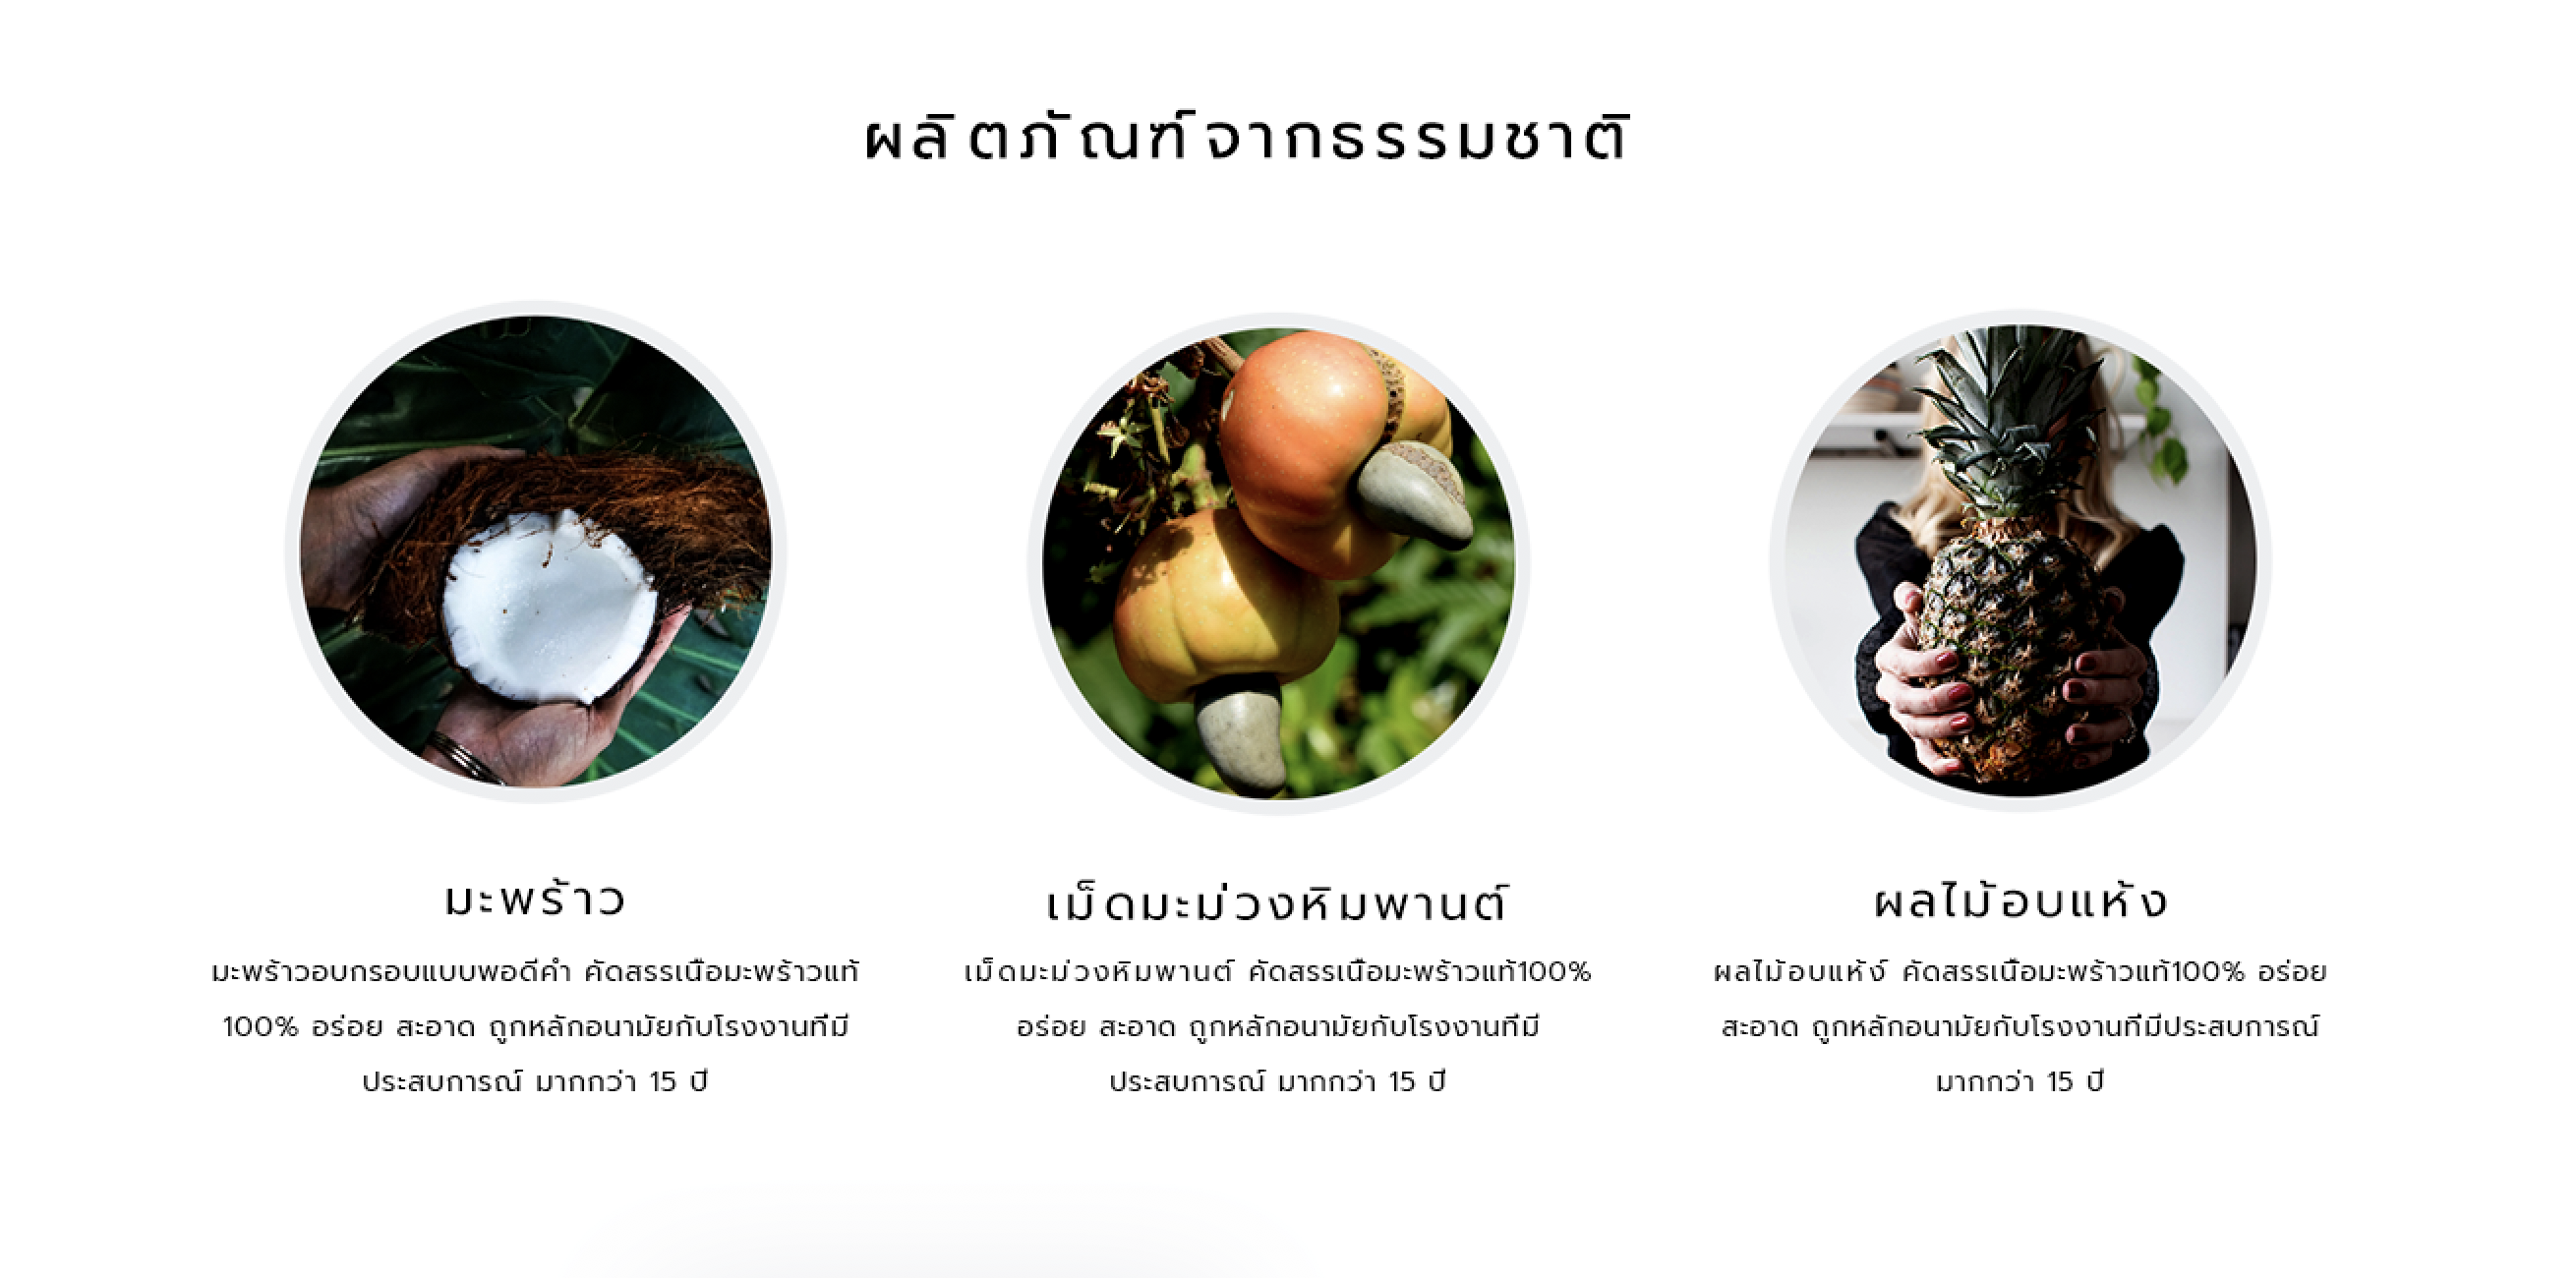 ผลิตภัณฑ์จากธรรมชาติ
มะพร้าว
มะพร้าวอบกรอบแบบพอดีคำ คัดสรรเนื้อมะพร้าวแท้
100% อร่อย สะอาด ถูกหลักอนามัยกับโรงงานที่มี
ประสบการณ์ มากกว่า 15 ปี
เม็ดมะม่วงหิมพานต์
เม็ดมะม่วงหิมพานต์ คัดสรรเนื้อมะพร้าวแท้100%
อร่อย สะอาด ถูกหลักอนามัยกับโรงงานที่มี
ประสบการณ์ มากกว่า 15 ปี
ผลไม้อบแห้ง
ผลไม้อบแห้ง์ คัดสรรเนื้อมะพร้าวแท้100% อร่อย
สะอาด ถูกหลักอนามัยกับโรงงานที่มีประสบการณ์
มากกว่า 15 ปี